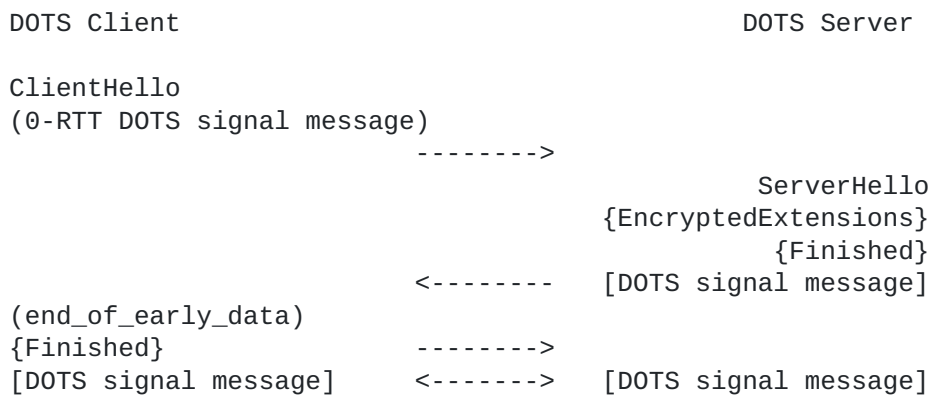 DOTS Client                                  DOTS Server

ClientHello
(0-RTT DOTS signal message)
                          -------->
                                                ServerHello
                                      {EncryptedExtensions}
                                                 {Finished}
                          <--------   [DOTS signal message]
(end_of_early_data)
{Finished}                -------->
[DOTS signal message]     <------->   [DOTS signal message]